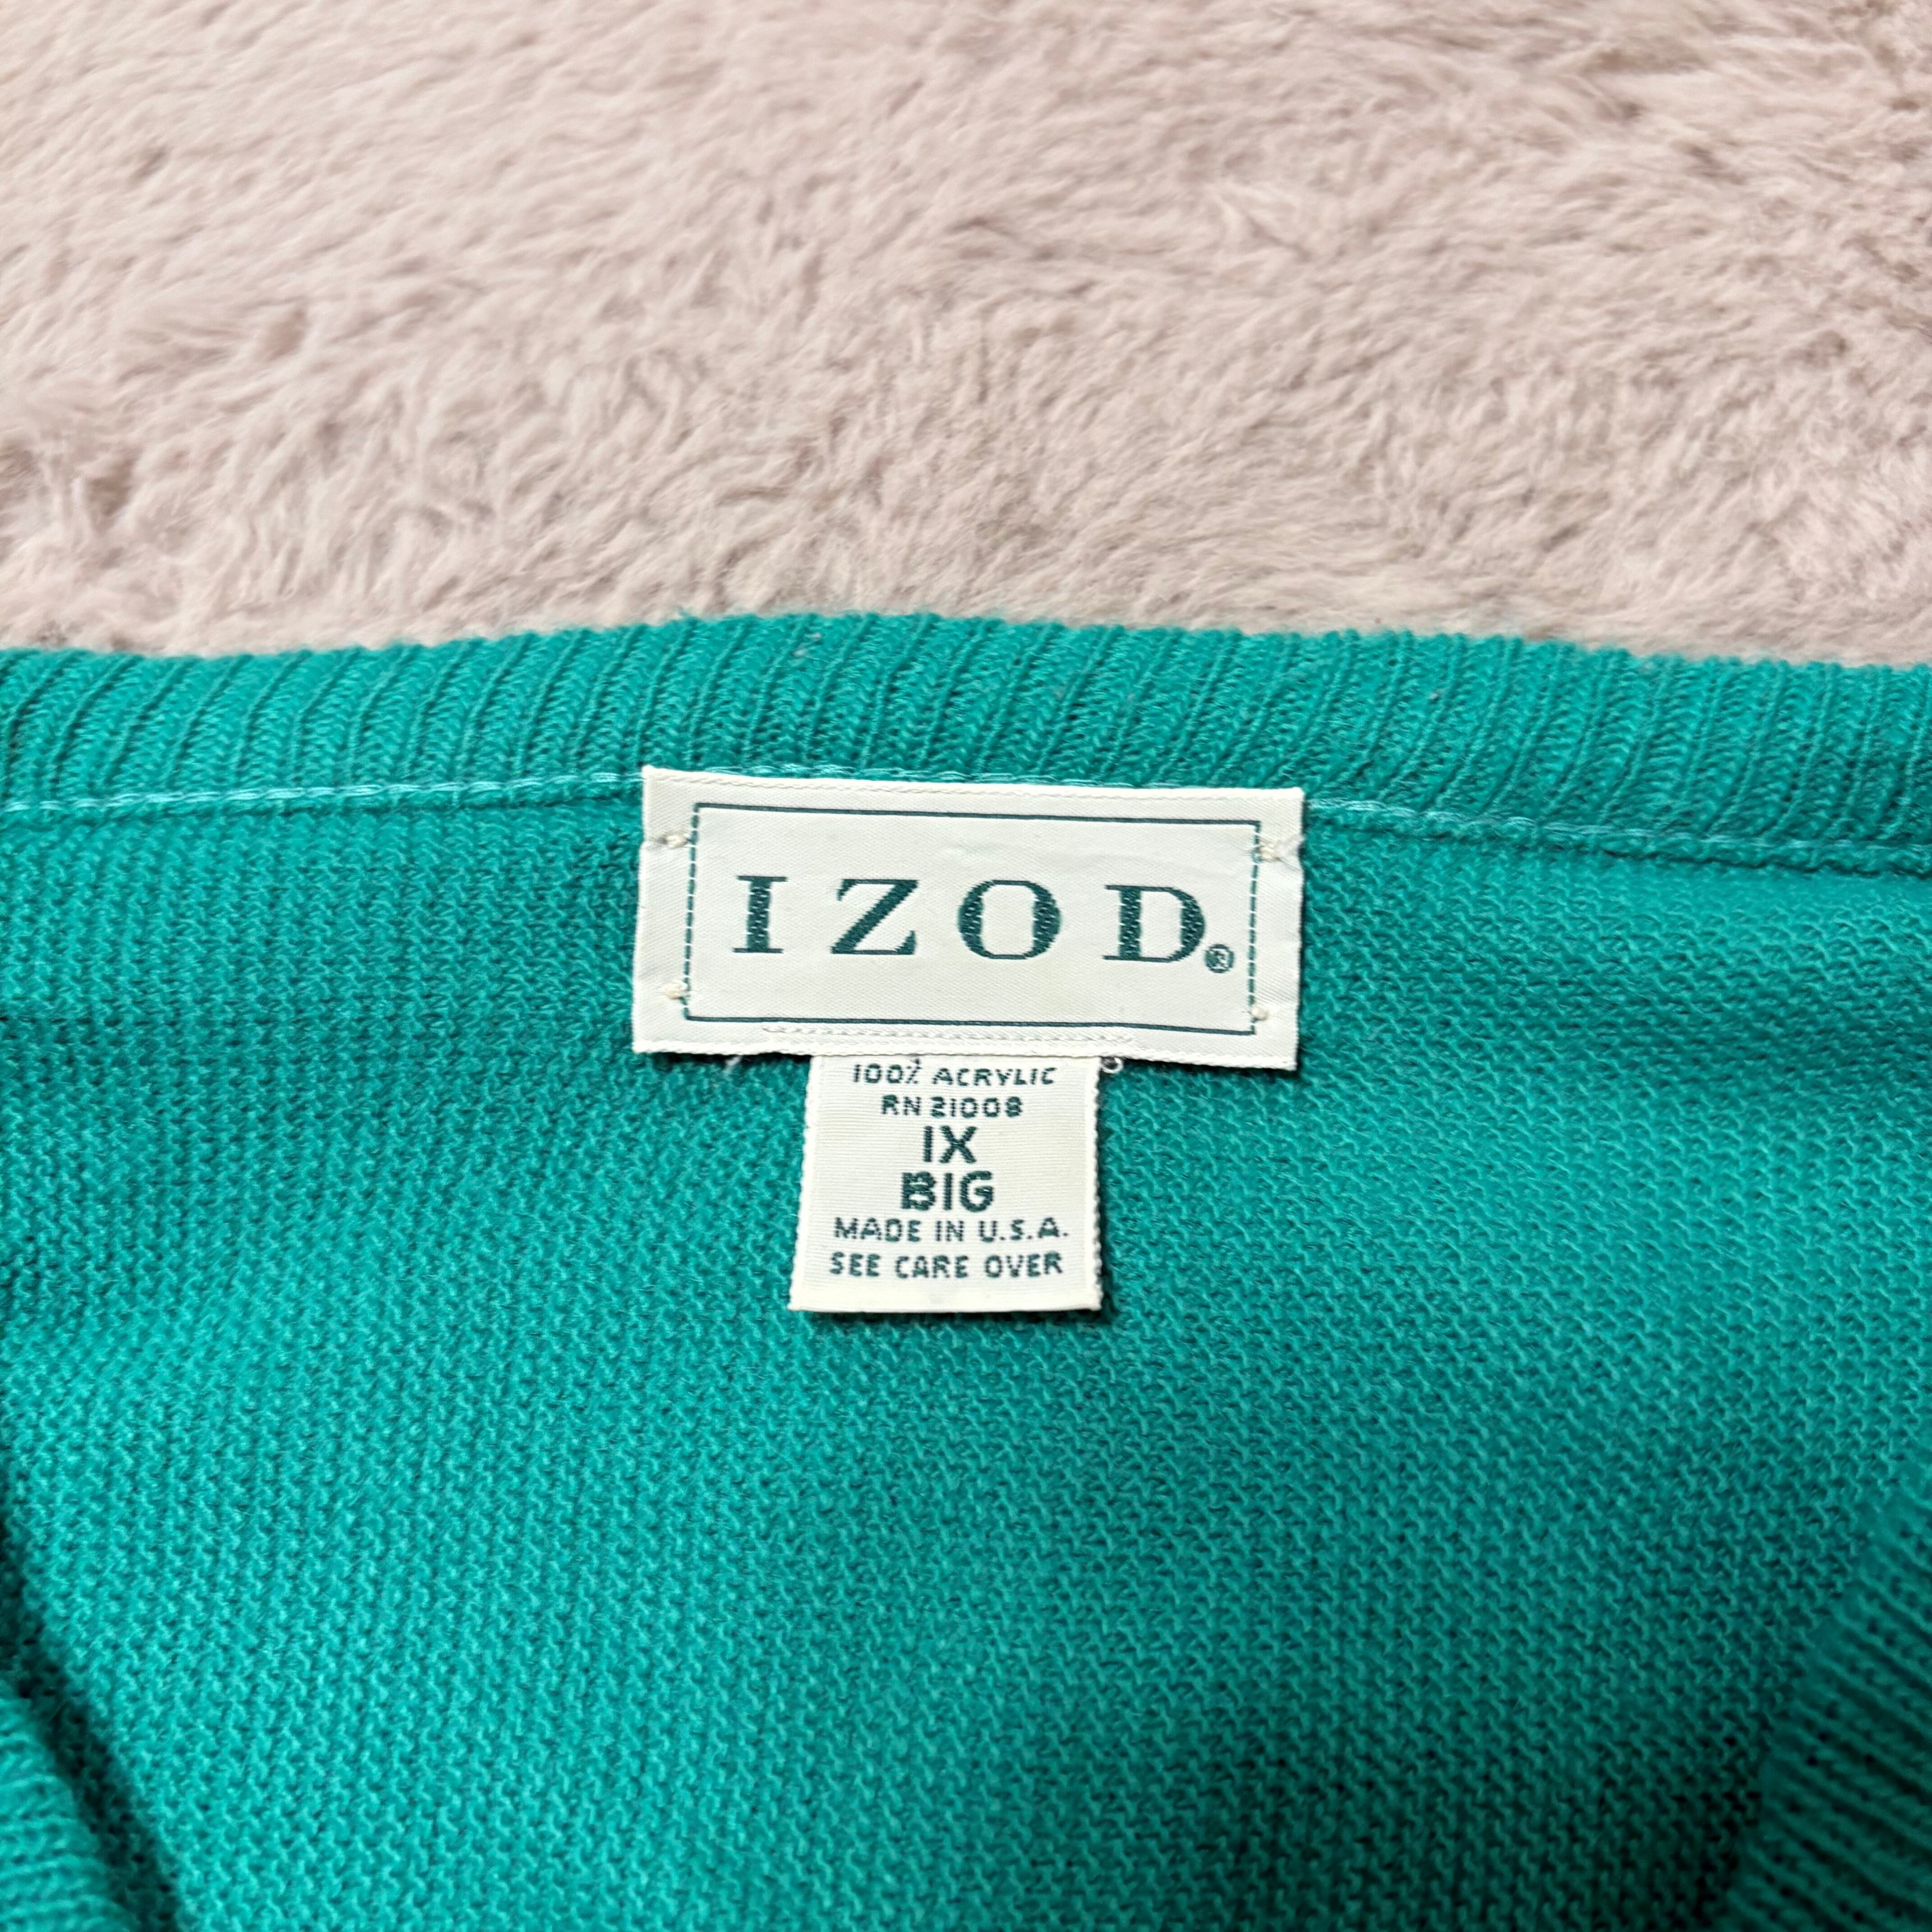 IZOD®
100% ACRYLIC
RN 21008
1X
BIG
MADE IN U.S.A.
SEE CARE OVER